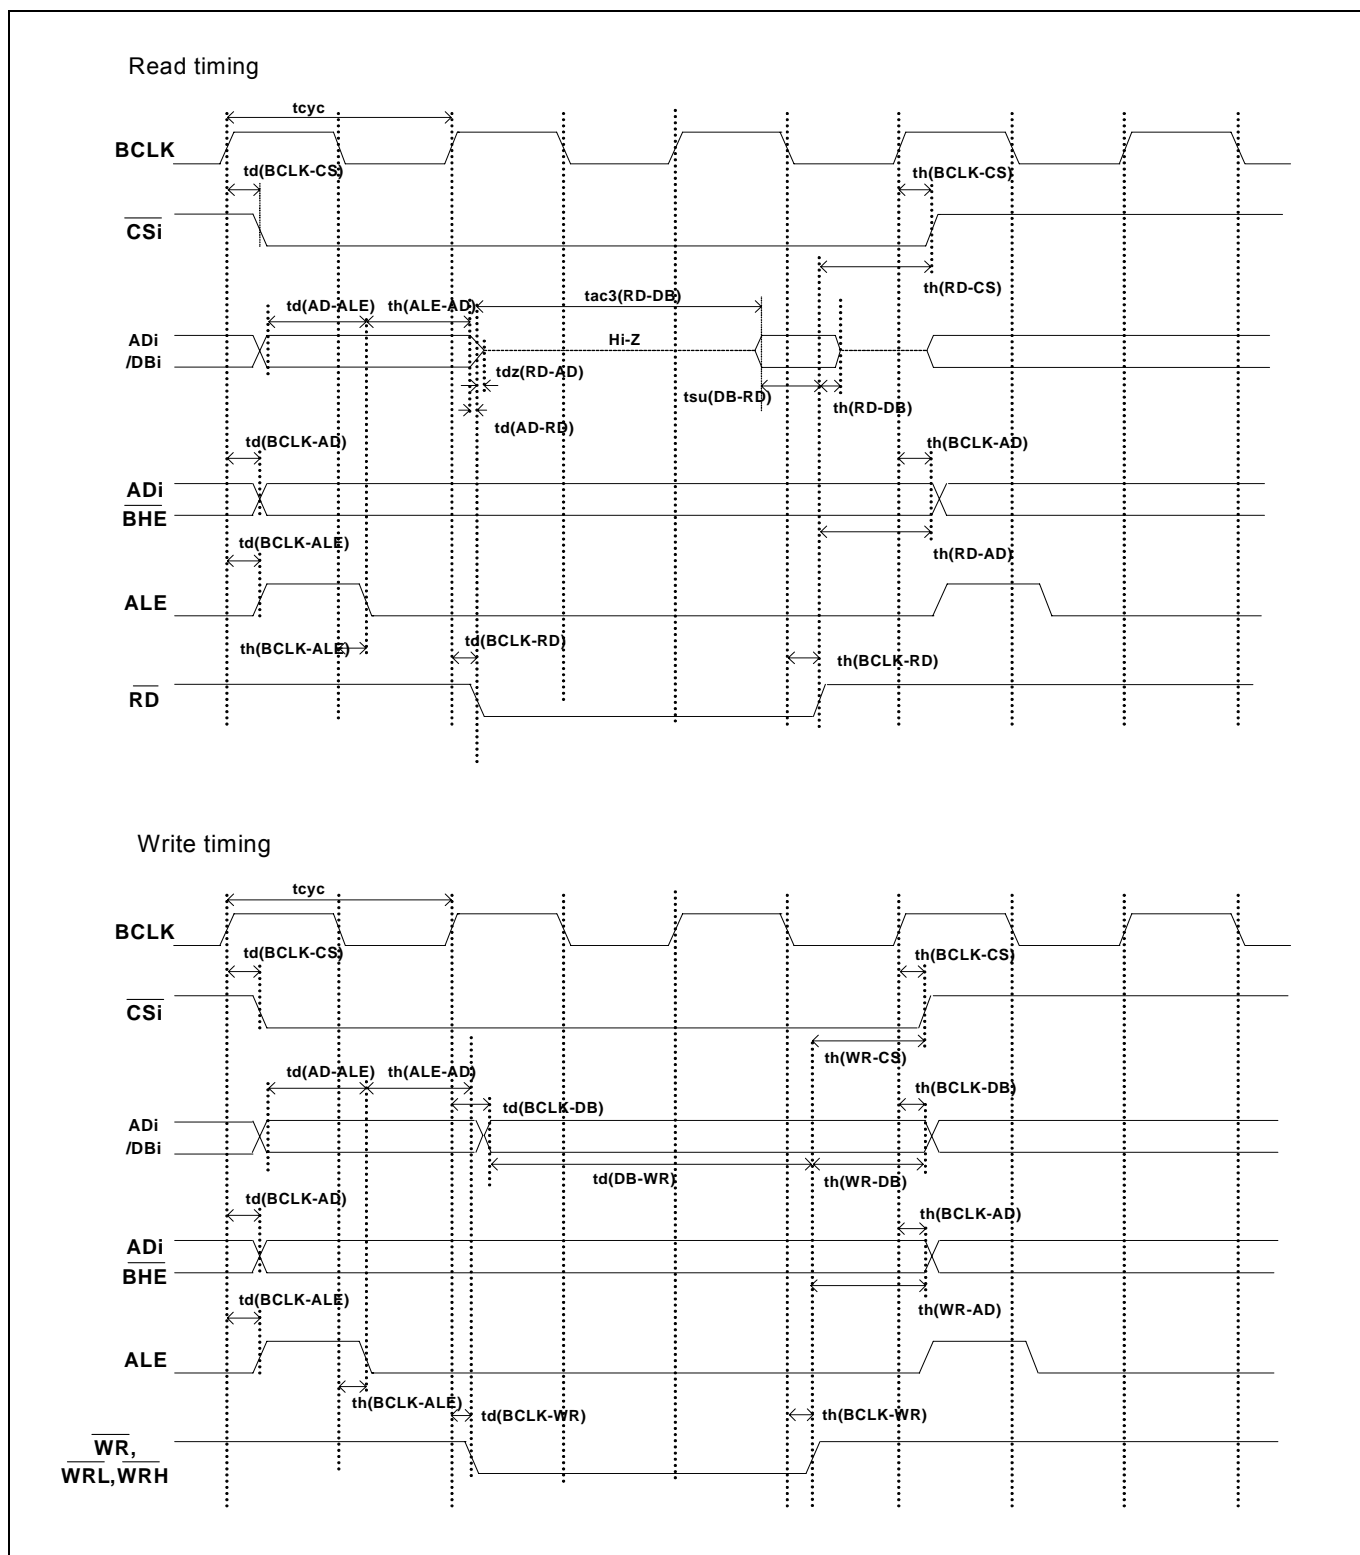 Read timing
tcyc
BCLK
td(BCLK-CS)
th(BCLK-CS)
CSi
th(RD-CS)
td(AD-ALE) th(ALE-AD) tac3(RD-DB)
ADi
/DBi
Hi-Z
tdz(RD-AD)
tsu(DB-RD)
th(RD-DB)
td(AD-RD)
td(BCLK-AD)
th(BCLK-AD)
ADi
BHE
td(BCLK-ALE)
th(RD-AD)
ALE
th(BCLK-ALE)
td(BCLK-RD)
th(BCLK-RD)
RD
Write timing
tcyc
BCLK
td(BCLK-CS)
th(BCLK-CS)
CSi
th(WR-CS)
td(AD-ALE) th(ALE-AD)
th(BCLK-DB)
td(BCLK-DB)
ADi
/DBi
td(DB-WR)
th(WR-DB)
td(BCLK-AD)
th(BCLK-AD)
ADi
BHE
td(BCLK-ALE)
th(WR-AD)
ALE
th(BCLK-ALE)
td(BCLK-WR)
th(BCLK-WR)
WR,
WRL,WRH